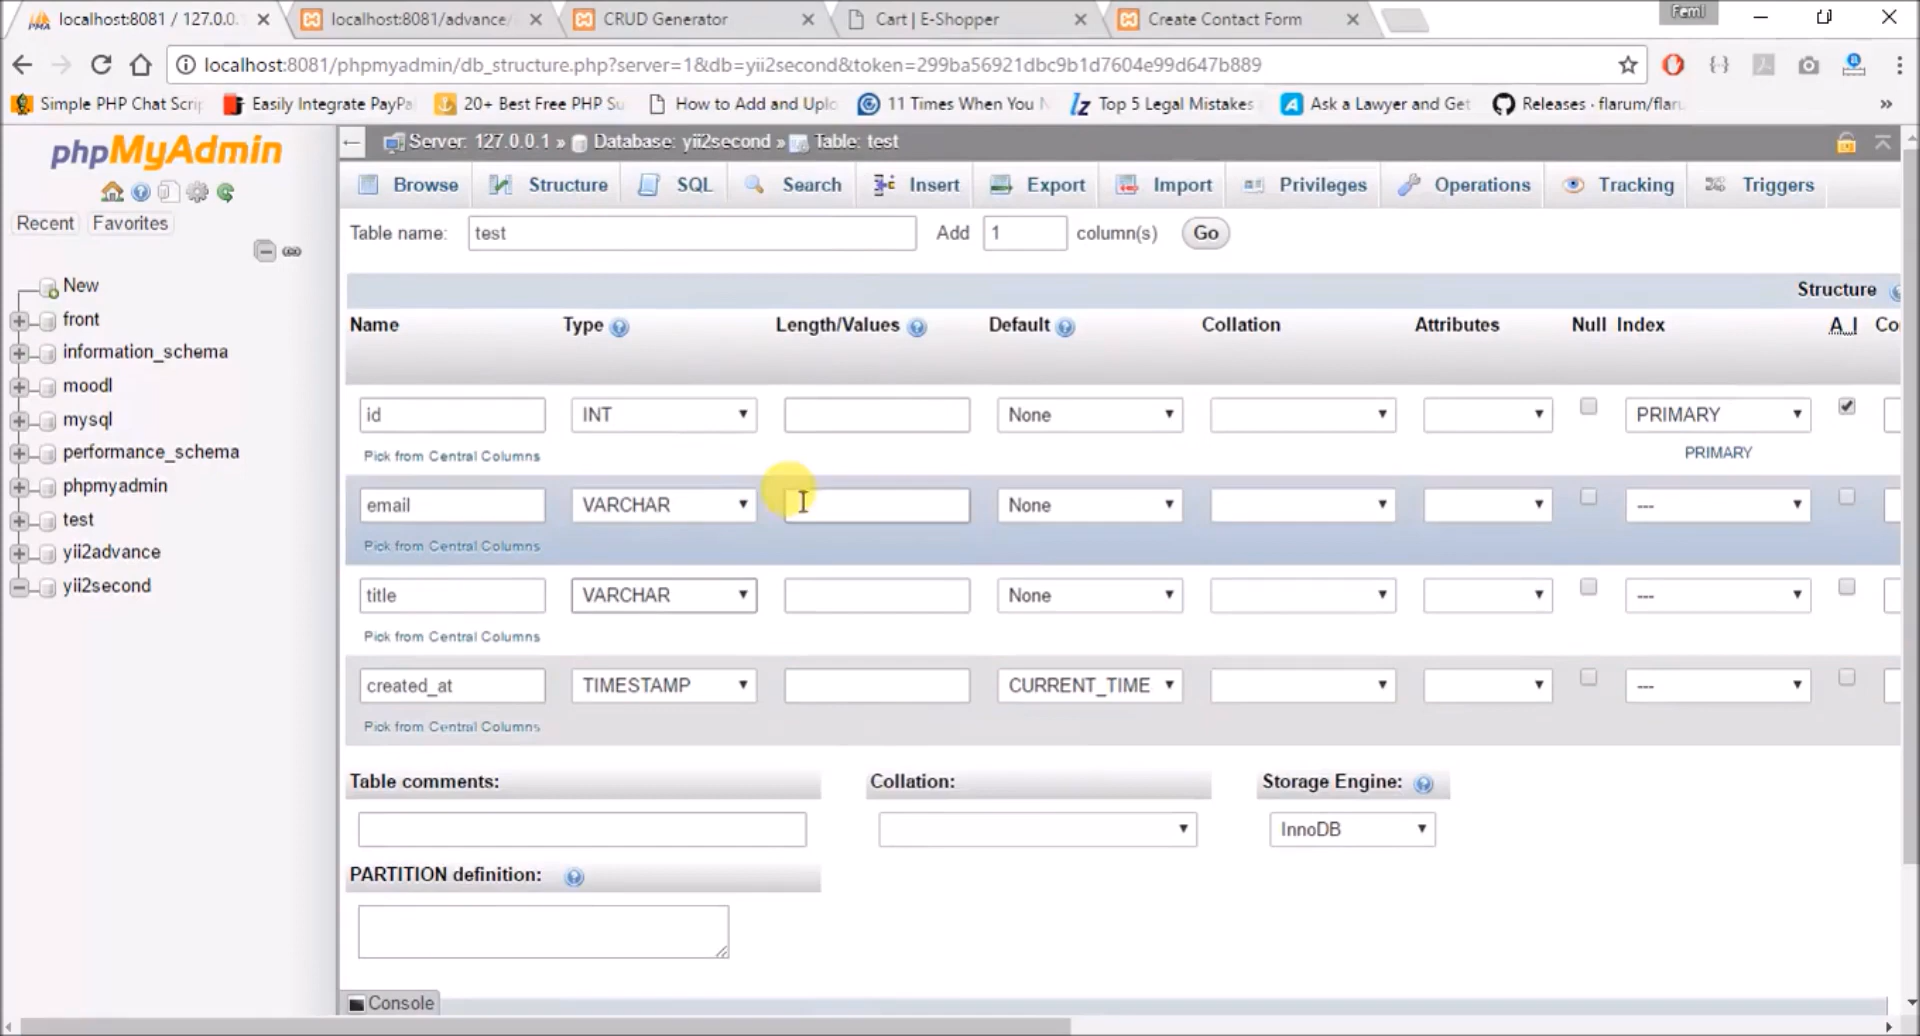 localhost:8081 / 127.0.0.
localhost:8081/advance/
CRUD Generator
Cart | E-Shopper
Create Contact Form
Feml
localhost:8081/phpmyadmin/db_structure.php?server=1&db=yii2second&token=299ba56921dbc9b1d7604e99d647b889
Simple PHP Chat Scri
Easily Integrate PayPa
20+ Best Free PHP Su
How to Add and Uplo
11 Times When You N
Top 5 Legal Mistakes
Ask a Lawyer and Get
Releases · flarum/flar
»
phpMyAdmin
Recent
Favorites
New
front
information_schema
moodl
mysql
performance_schema
phpmyadmin
test
yii2advance
yii2second
Server: 127.0.0.1 » Database: yii2second » Table: test
Browse
Structure
SQL
Search
Insert
Export
Import
Privileges
Operations
Tracking
Triggers
Table name: test Add 1 column(s) Go
Structure
Name Type Length/Values Default Collation Attributes Null Index A_I Co
id INT None PRIMARY
Pick from Central Columns PRIMARY
email VARCHAR None ---
Pick from Central Columns
title VARCHAR None ---
Pick from Central Columns
created_at TIMESTAMP CURRENT_TIME ---
Pick from Central Columns
Table comments: Collation: Storage Engine:
InnoDB
PARTITION definition:
Console